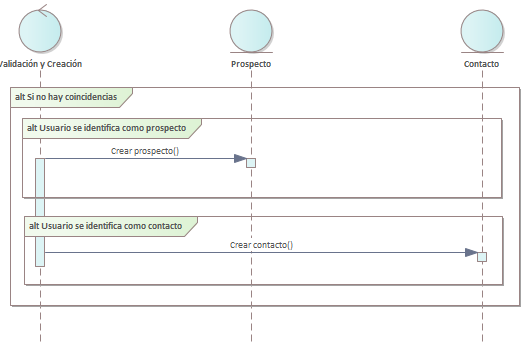 Validación y Creación
Prospecto
Contacto
alt Si no hay coincidencias
alt Usuario se identifica como prospecto
Crear prospecto()
alt Usuario se identifica como contacto
Crear contacto()